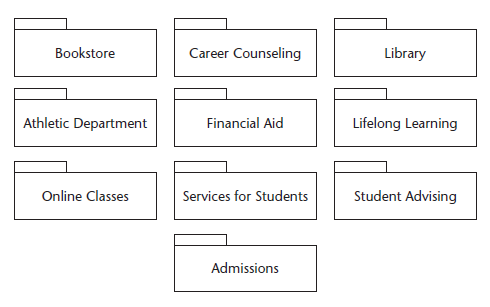 Bookstore
Career Counseling
Library
Athletic Department
Financial Aid
Lifelong Learning
Online Classes
Services for Students
Student Advising
Admissions